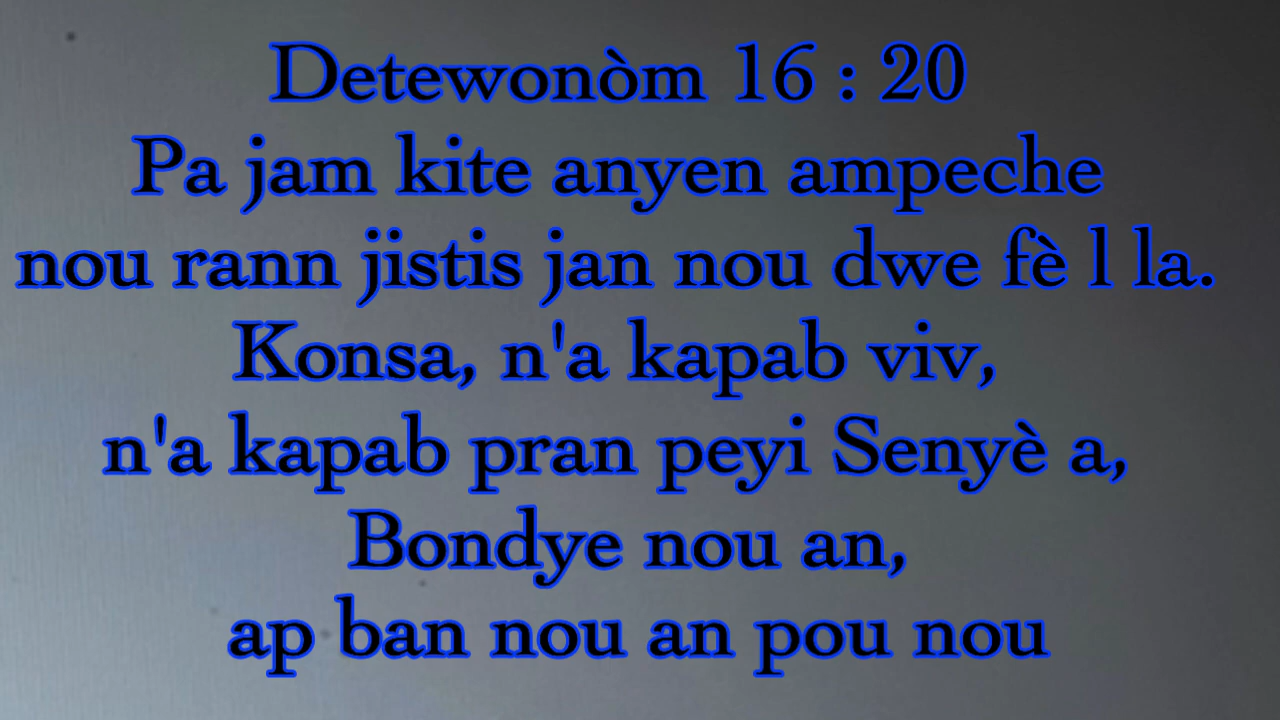 Detewonòm 16 : 20
Pa jam kite anyen ampeche
nou rann jistis jan nou dwe fè l la.
Konsa, n'a kapab viv,
n'a kapab pran peyi Senyè a,
Bondye nou an,
ap ban nou an pou nou